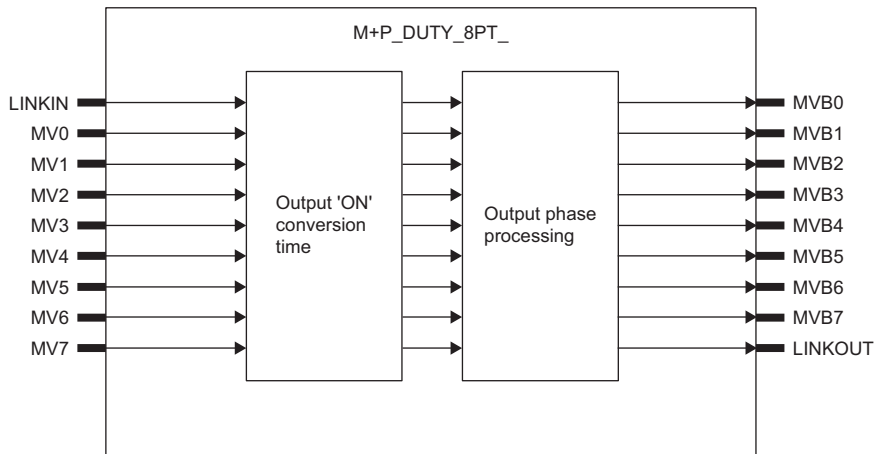 M+P_DUTY_8PT_
LINKIN
MV0
MV1
MV2
MV3
MV4
MV5
MV6
MV7
Output 'ON'
conversion
time
Output phase
processing
MVB0
MVB1
MVB2
MVB3
MVB4
MVB5
MVB6
MVB7
LINKOUT